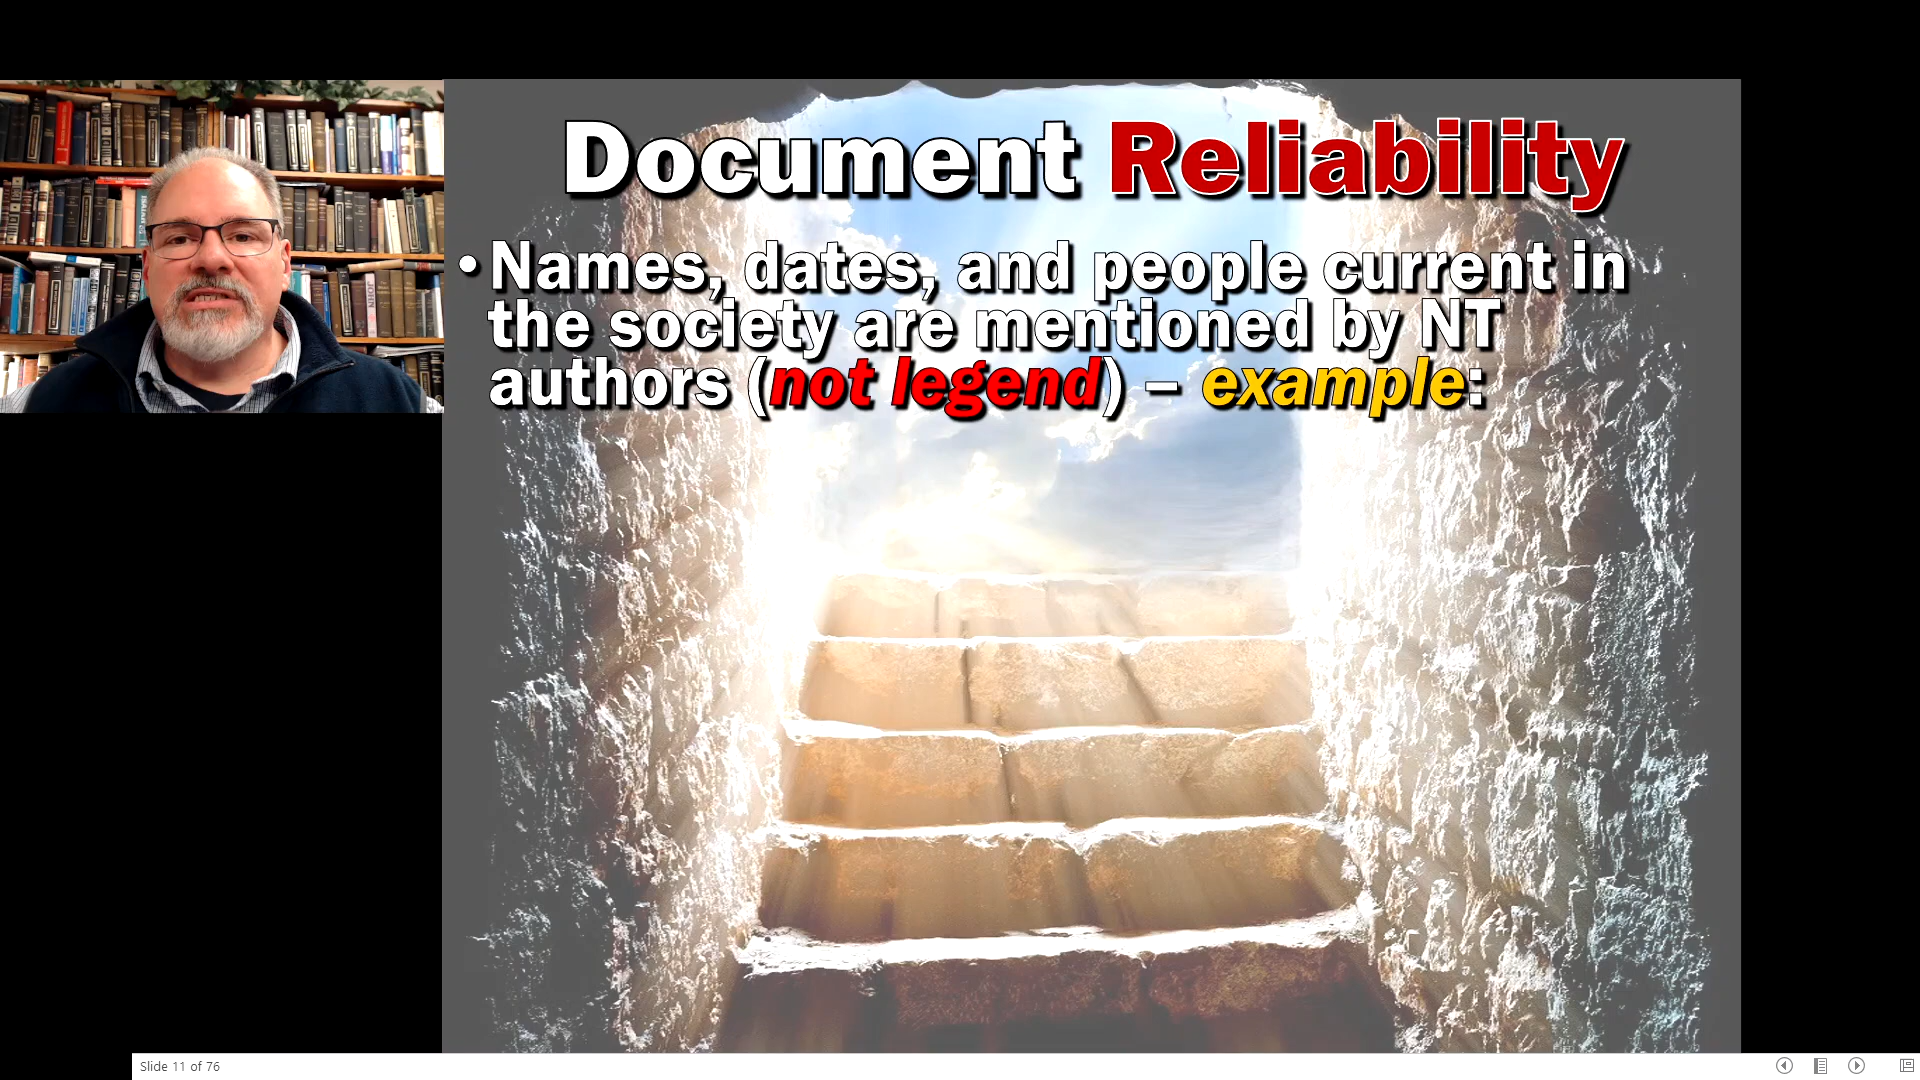 Document Reliability
• Names, dates, and people current in
the society are mentioned by NT
authors (not legend) – example:
JOHN
Slide 11 of 76